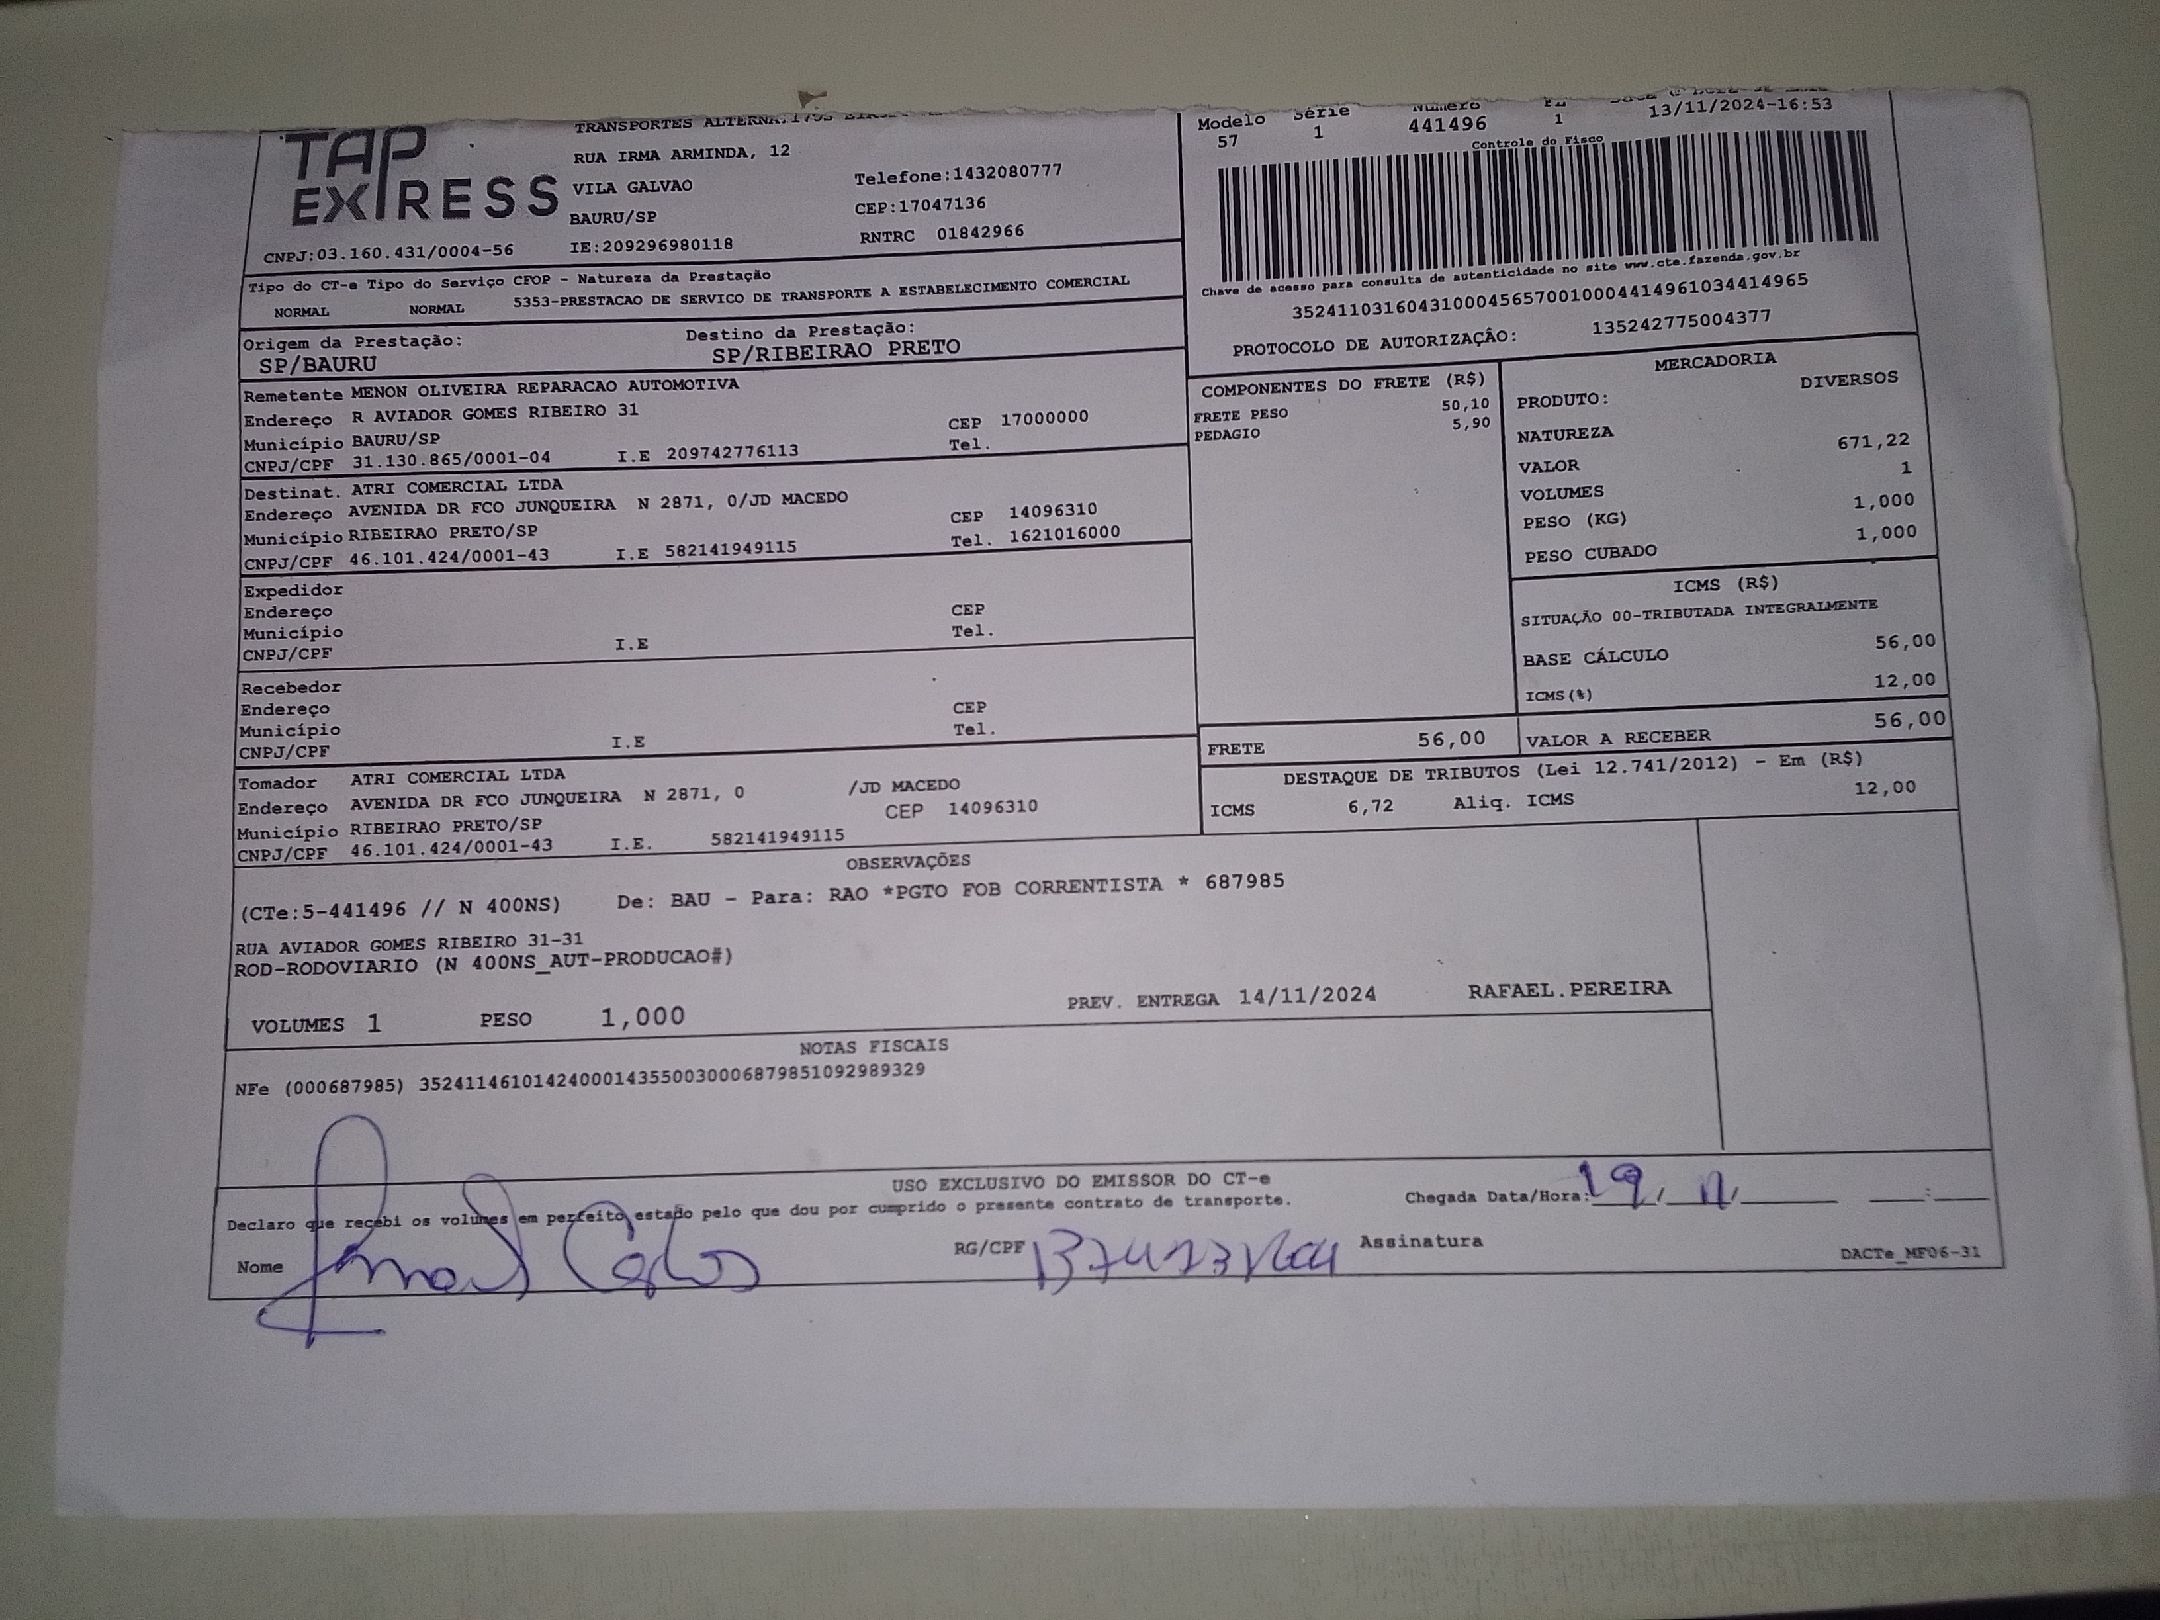 TAP EXPRESS
CNPJ:03.160.431/0004-56
TRANSPORTES
RUA IRMA ARMINDA, 12
VILA GALVAO
BAURU/SP
IE:209296980118
Telefone:1432080777
CEP:17047136
RNTRC 01842966
Modelo Série Número
57 1 441496 1 13/11/2024-16:53
Controle do Fisco
Chave de acesso para consulta de autenticidade no site www.cte.fazenda.gov.br
35241103160431000456570010004414961034414965
PROTOCOLO DE AUTORIZAÇÂO: 135242775004377
Tipo do CT-e Tipo do Serviço CFOP - Natureza da Prestação
NORMAL NORMAL 5353-PRESTACAO DE SERVICO DE TRANSPORTE A ESTABELECIMENTO COMERCIAL
Origem da Prestação: Destino da Prestação:
SP/BAURU SP/RIBEIRAO PRETO
Remetente MENON OLIVEIRA REPARACAO AUTOMOTIVA
Endereço R AVIADOR GOMES RIBEIRO 31 CEP 17000000
Município BAURU/SP Tel.
CNPJ/CPF 31.130.865/0001-04 I.E 209742776113
Destinat. ATRI COMERCIAL LTDA
Endereço AVENIDA DR FCO JUNQUEIRA N 2871, 0/JD MACEDO
Município RIBEIRAO PRETO/SP CEP 14096310
CNPJ/CPF 46.101.424/0001-43 I.E 582141949115 Tel. 1621016000
Expedidor
Endereço CEP
Município Tel.
CNPJ/CPF I.E
Recebedor
Endereço CEP
Município Tel.
CNPJ/CPF I.E
Tomador ATRI COMERCIAL LTDA
Endereço AVENIDA DR FCO JUNQUEIRA N 2871, 0 /JD MACEDO
Município RIBEIRAO PRETO/SP CEP 14096310
CNPJ/CPF 46.101.424/0001-43 I.E. 582141949115
COMPONENTES DO FRETE (R$)
FRETE PESO 50,10
PEDAGIO 5,90
MERCADORIA
PRODUTO: DIVERSOS
NATUREZA
VALOR 671,22
VOLUMES 1
PESO (KG) 1,000
PESO CUBADO 1,000
ICMS (R$)
SITUAÇÃO 00-TRIBUTADA INTEGRALMENTE
BASE CÁLCULO 56,00
ICMS(%) 12,00
FRETE 56,00 VALOR A RECEBER 56,00
DESTAQUE DE TRIBUTOS (Lei 12.741/2012) - Em (R$)
ICMS 6,72 Aliq. ICMS 12,00
OBSERVAÇÕES
(CTe:5-441496 // N 400NS) De: BAU - Para: RAO *PGTO FOB CORRENTISTA * 687985
RUA AVIADOR GOMES RIBEIRO 31-31
ROD-RODOVIARIO (N 400NS_AUT-PRODUCAO#)
VOLUMES 1 PESO 1,000 PREV. ENTREGA 14/11/2024 RAFAEL.PEREIRA
NOTAS FISCAIS
NFe (000687985) 35241146101424000143550030006879851092989329
USO EXCLUSIVO DO EMISSOR DO CT-e
Declaro que recebi os volumes em perfeito estado pelo que dou por cumprido o presente contrato de transporte.
Chegada Data/Hora: 19/11/
Nome RG/CPF Assinatura
DACTe_MF06-31